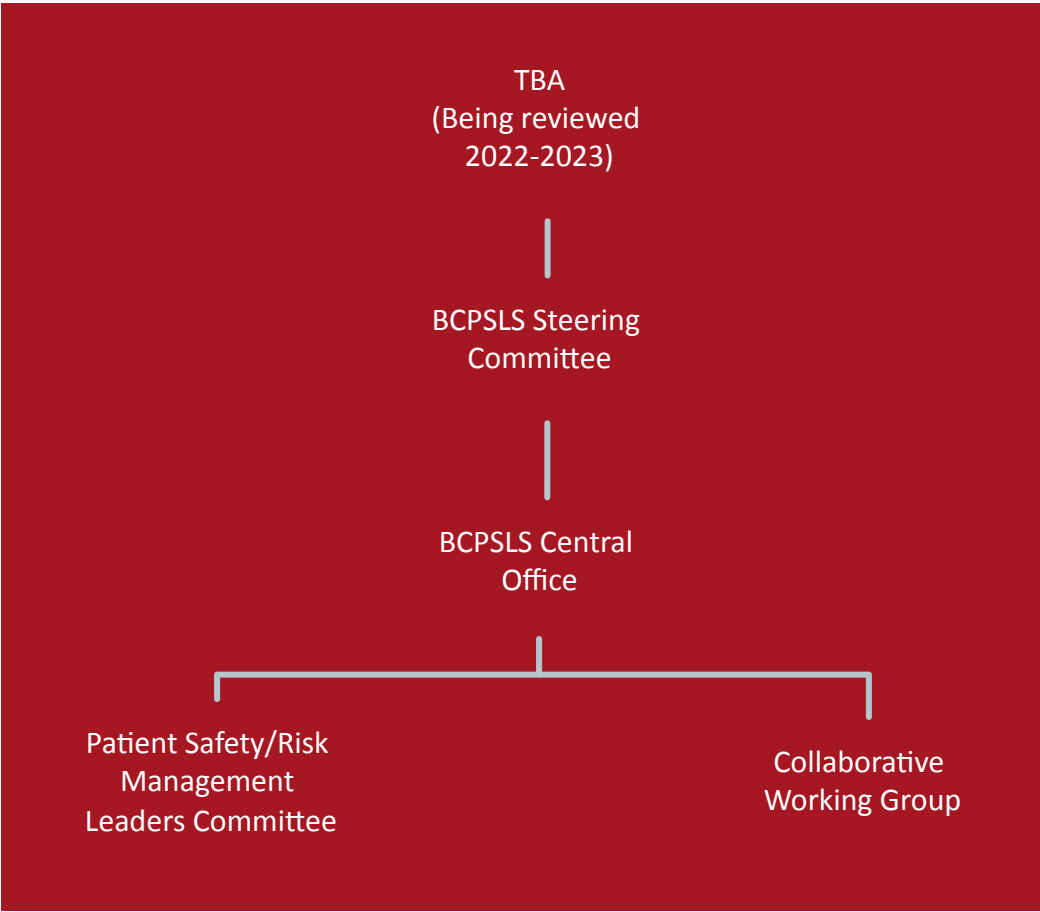 TBA
(Being reviewed
2022-2023)
BCPSLS Steering
Committee
BCPSLS Central
Office
Patient Safety/Risk
Management
Leaders Committee
Collaborative
Working Group